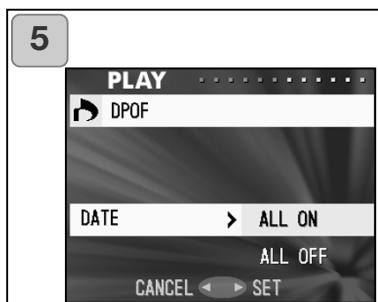 5
PLAY
DPOF
DATE > ALL ON
ALL OFF
CANCEL ◀ ▶ SET